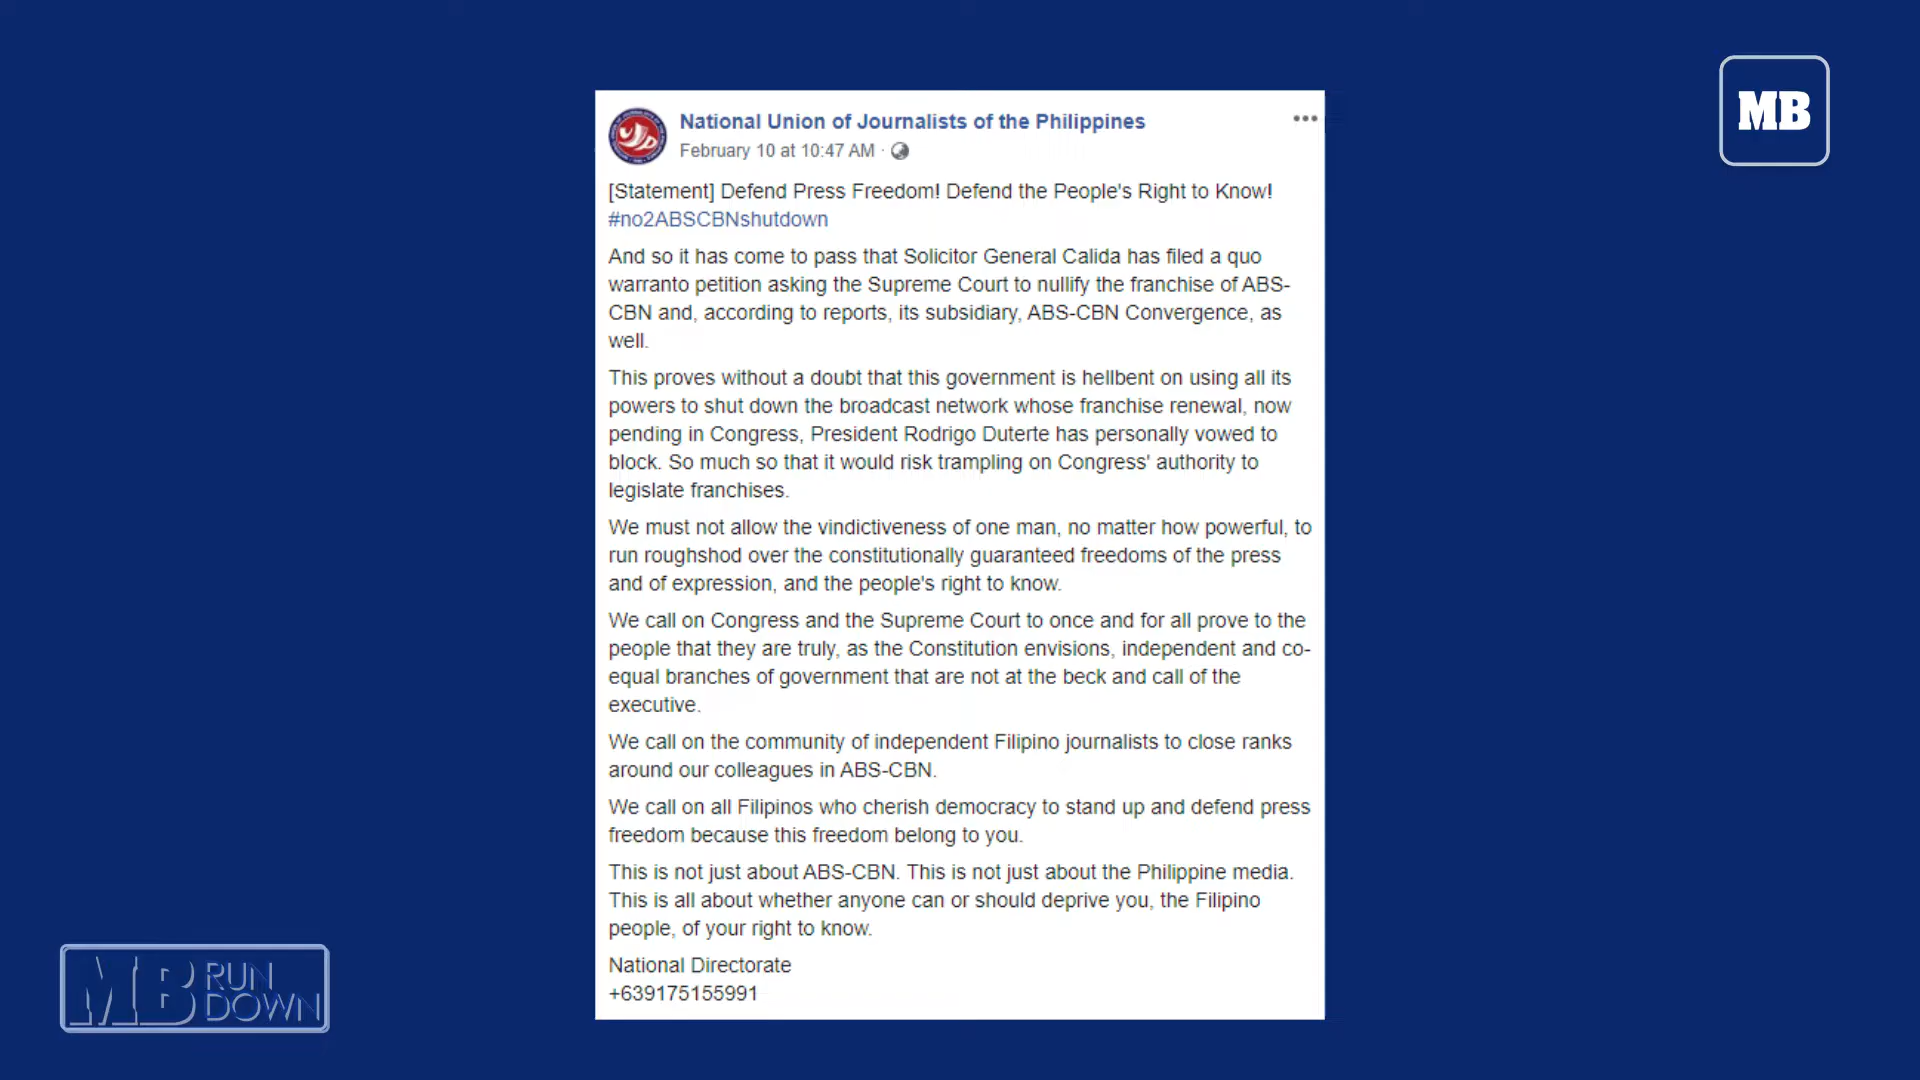 MB
National Union of Journalists of the Philippines
February 10 at 10:47 AM ·
[Statement] Defend Press Freedom! Defend the People's Right to Know!
#no2ABSCBNshutdown
And so it has come to pass that Solicitor General Calida has filed a quo
warranto petition asking the Supreme Court to nullify the franchise of ABS-
CBN and, according to reports, its subsidiary, ABS-CBN Convergence, as
well.
This proves without a doubt that this government is hellbent on using all its
powers to shut down the broadcast network whose franchise renewal, now
pending in Congress, President Rodrigo Duterte has personally vowed to
block. So much so that it would risk trampling on Congress' authority to
legislate franchises.
We must not allow the vindictiveness of one man, no matter how powerful, to
run roughshod over the constitutionally guaranteed freedoms of the press
and of expression, and the people's right to know.
We call on Congress and the Supreme Court to once and for all prove to the
people that they are truly, as the Constitution envisions, independent and co-
equal branches of government that are not at the beck and call of the
executive.
We call on the community of independent Filipino journalists to close ranks
around our colleagues in ABS-CBN.
We call on all Filipinos who cherish democracy to stand up and defend press
freedom because this freedom belong to you.
This is not just about ABS-CBN. This is not just about the Philippine media.
This is all about whether anyone can or should deprive you, the Filipino
people, of your right to know.
National Directorate
+639175155991
MB RUN
DOWN